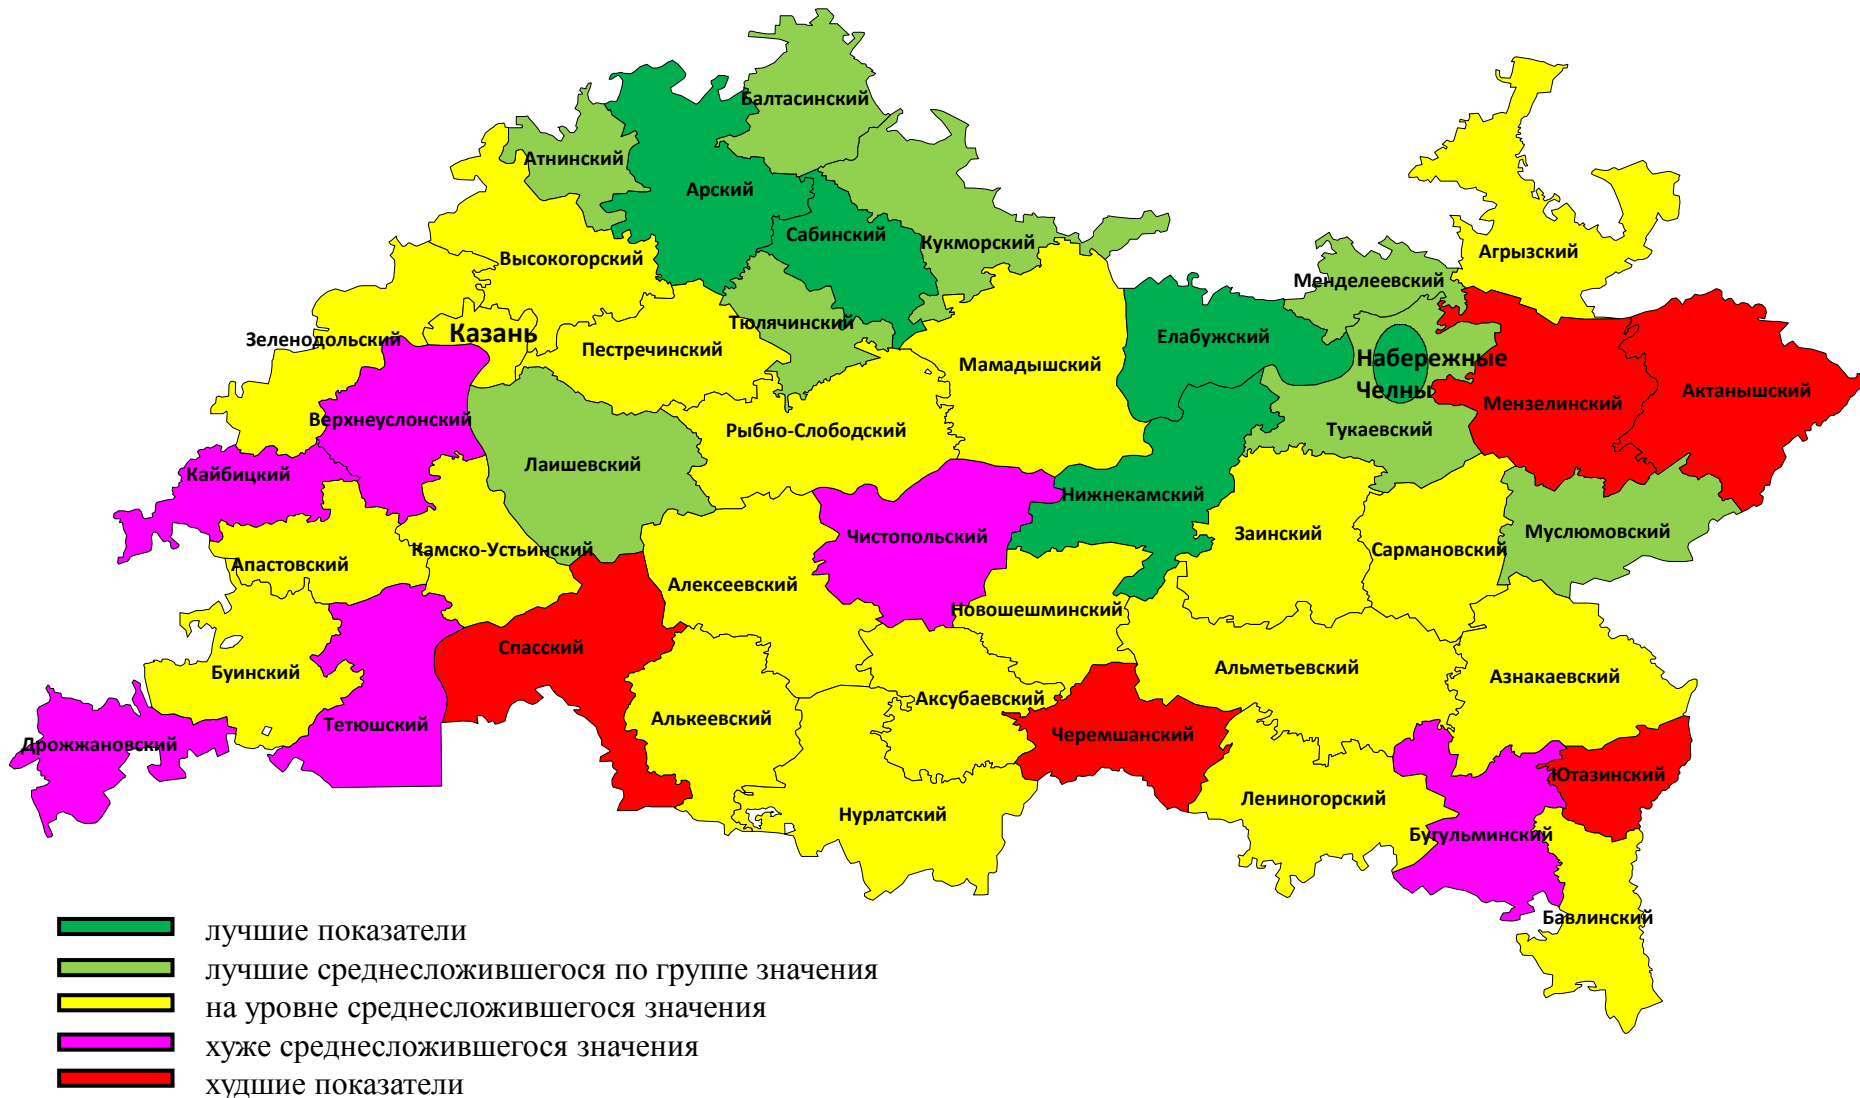 Балтасинский
Атнинский
Арский
Сабинский
Кукморский
Высокогорский
Агрызский
Менделеевский
Тюлячинский
Казань
Зеленодольский
Пестречинский
Елабужский
Мамадышский
Набережные
Челны
Мензелинский
Актанышский
Верхнеуслонский
Рыбно-Слободский
Тукаевский
Лаишевский
Кайбицкий
Нижнекамский
Чистопольский
Заинский
Муслюмовский
Камско-Устьинский
Сармановский
Апастовский
Алексеевский
Новошешминский
Спасский
Буинский
Альметьевский
Азнакаевский
Аксубаевский
Алькеевский
Тетюшский
Черемшанский
Дрожжановский
Ютазинский
Лениногорский
Нурлатский
Бугульминский
Бавлинский
лучшие показатели
лучшие среднесложившегося по группе значения
на уровне среднесложившегося значения
хуже среднесложившегося значения
худшие показатели